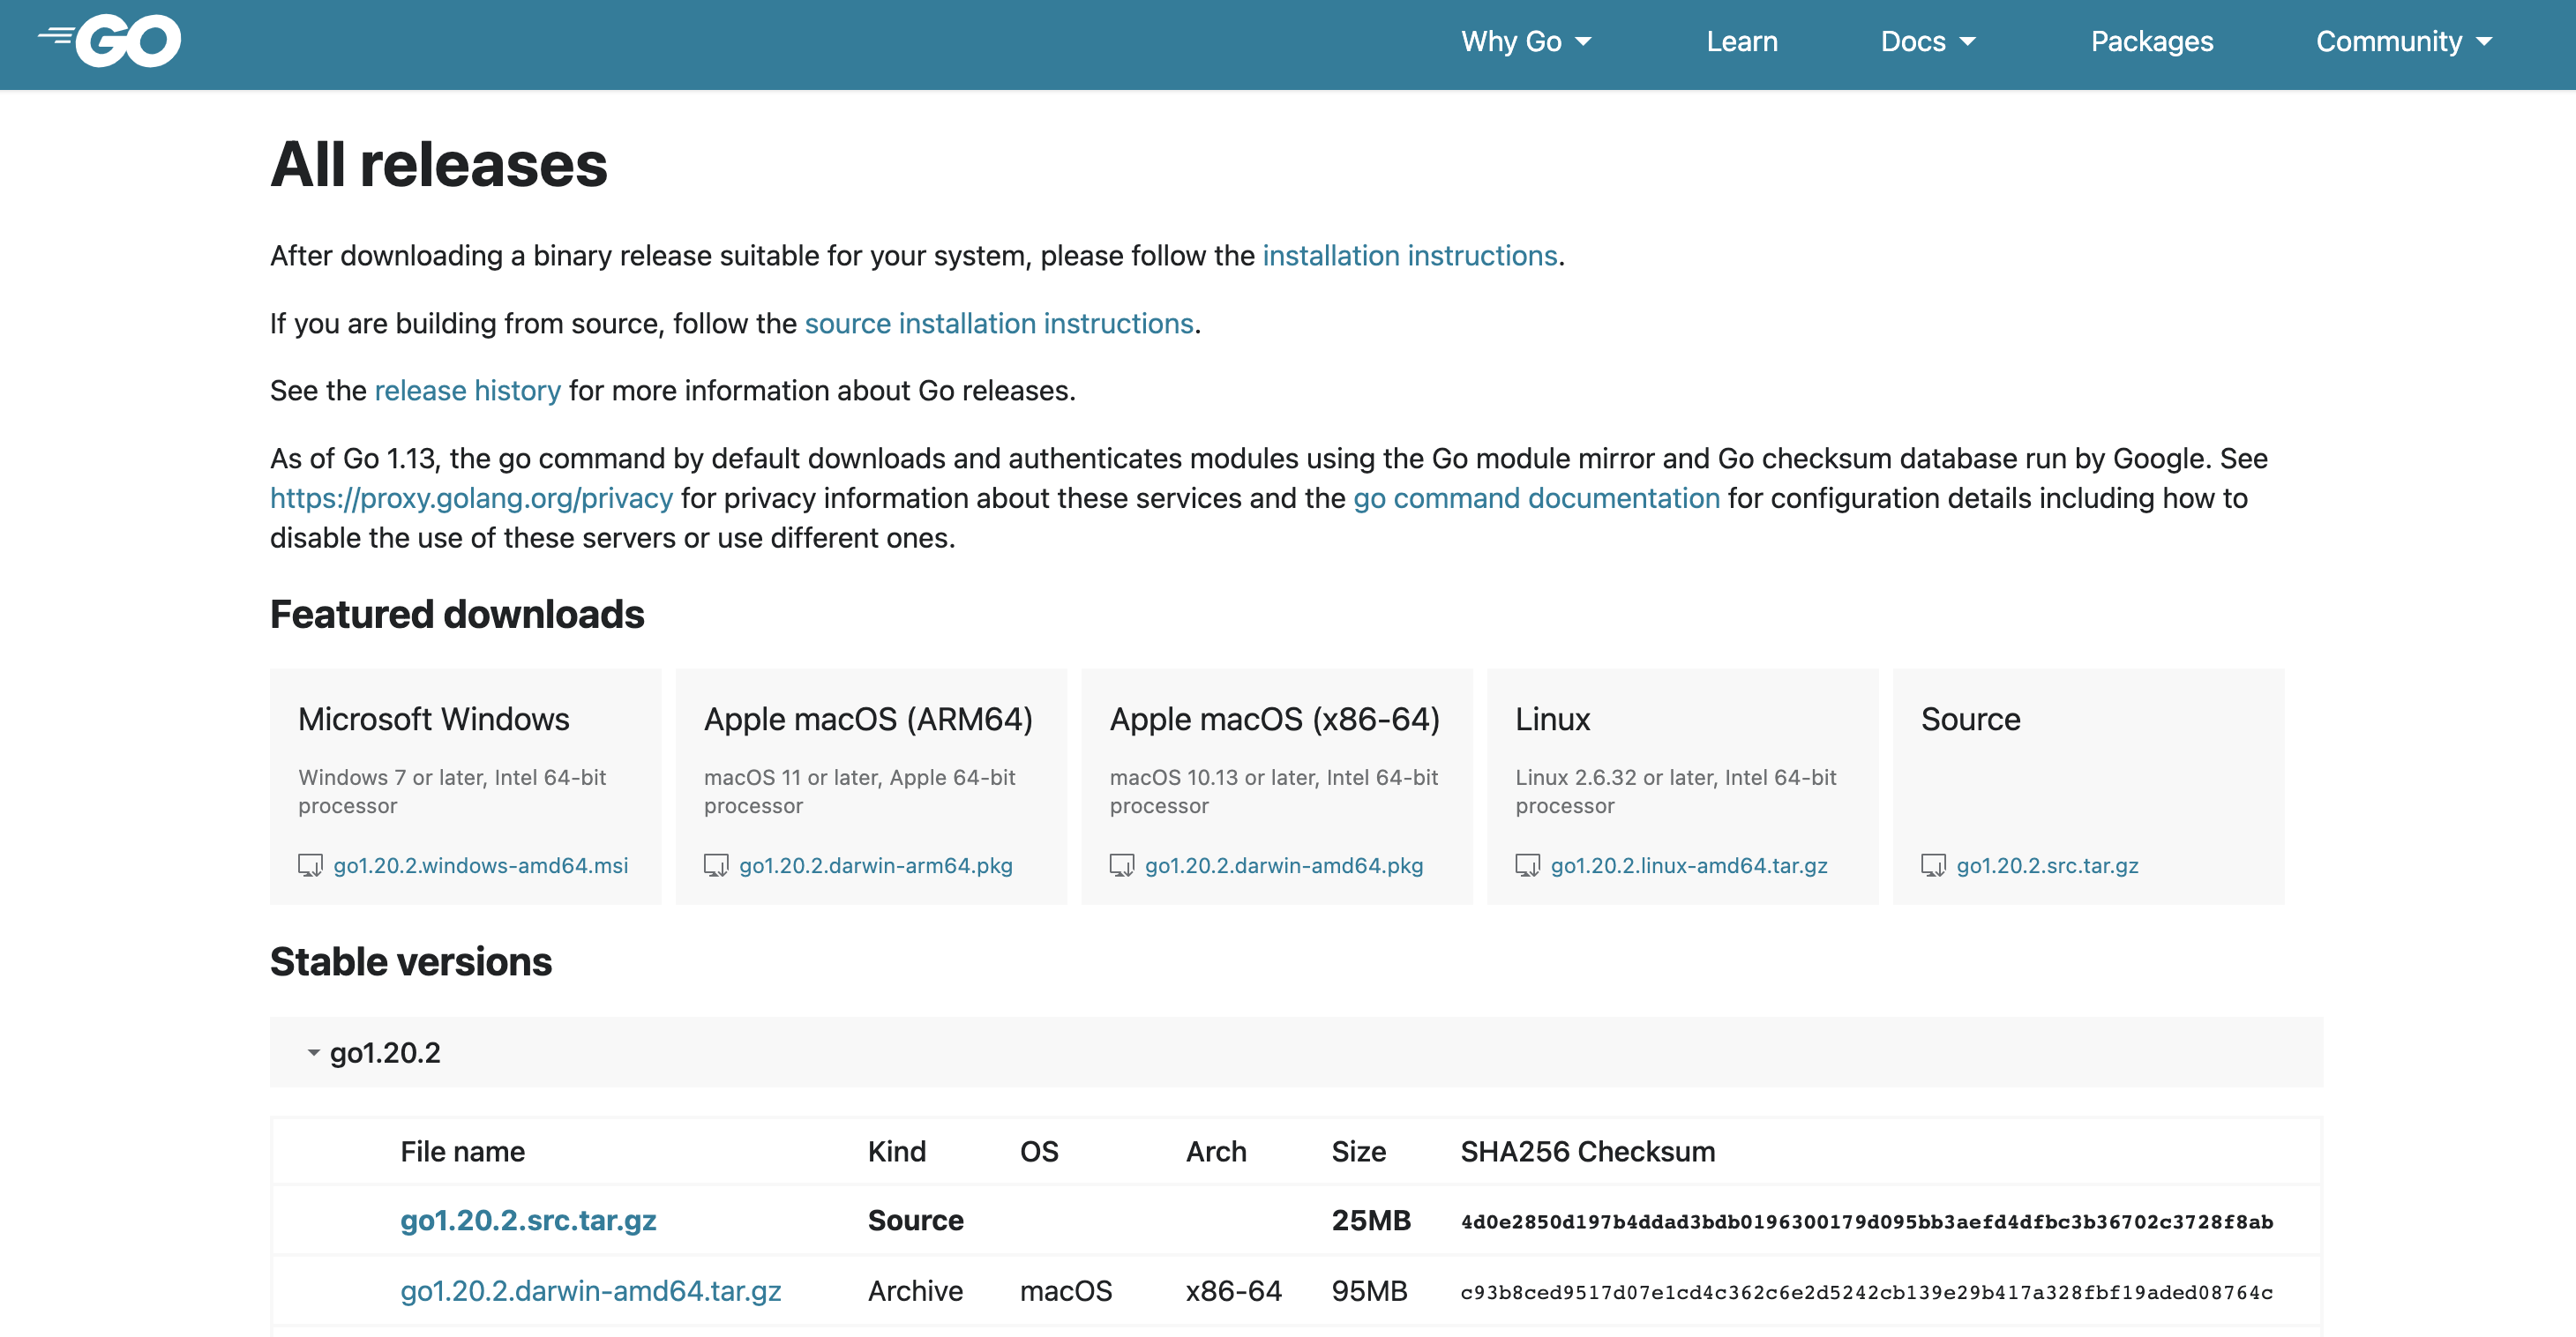 GO
Why Go
Learn
Docs
Packages
Community
All releases
After downloading a binary release suitable for your system, please follow the installation instructions.
If you are building from source, follow the source installation instructions.
See the release history for more information about Go releases.
As of Go 1.13, the go command by default downloads and authenticates modules using the Go module mirror and Go checksum database run by Google. See
https://proxy.golang.org/privacy for privacy information about these services and the go command documentation for configuration details including how to
disable the use of these servers or use different ones.
Featured downloads
Microsoft Windows
Windows 7 or later, Intel 64-bit
processor
go1.20.2.windows-amd64.msi
Apple macOS (ARM64)
macOS 11 or later, Apple 64-bit
processor
go1.20.2.darwin-arm64.pkg
Apple macOS (x86-64)
macOS 10.13 or later, Intel 64-bit
processor
go1.20.2.darwin-amd64.pkg
Linux
Linux 2.6.32 or later, Intel 64-bit
processor
go1.20.2.linux-amd64.tar.gz
Source
go1.20.2.src.tar.gz
Stable versions
go1.20.2
File name Kind OS Arch Size SHA256 Checksum
go1.20.2.src.tar.gz Source 25MB 4d0e2850d197b4ddad3bdb0196300179d095bb3aefd4dfbc3b36702c3728f8ab
go1.20.2.darwin-amd64.tar.gz Archive macOS x86-64 95MB c93b8ced9517d07e1cd4c362c6e2d5242cb139e29b417a328fbf19aded08764c